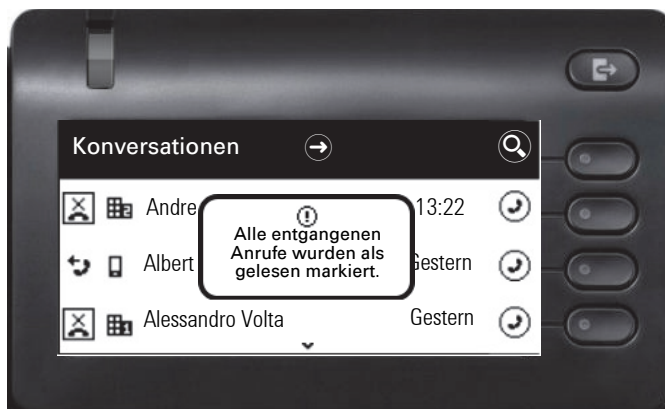 Konversationen
Andre
13:22
Alle entgangenen
Anrufe wurden als
gelesen markiert.
Albert
Gestern
Alessandro Volta
Gestern